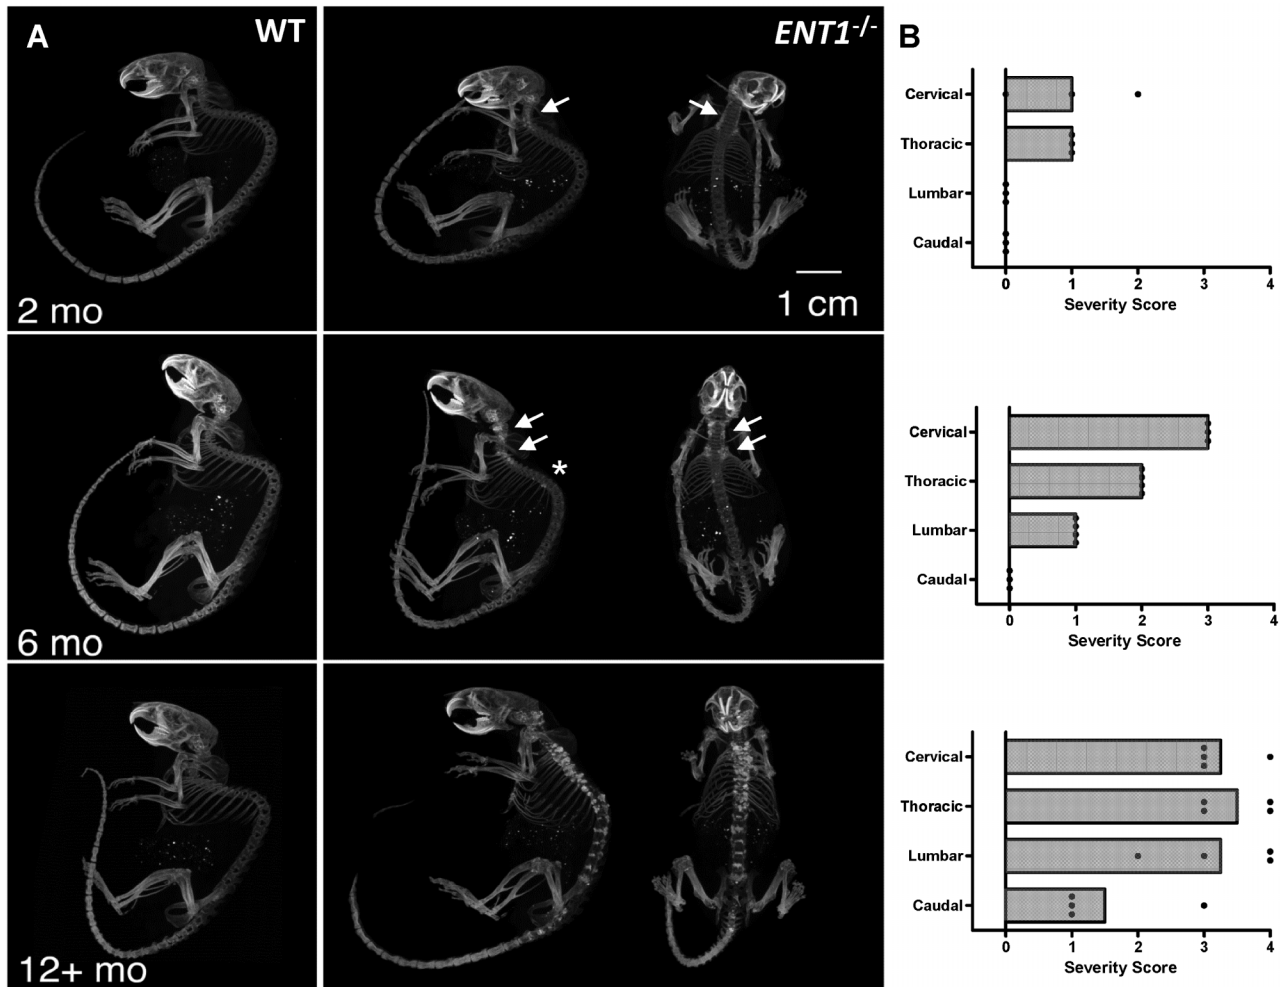 A WT
ENT1-/-
2 mo
1 cm
6 mo
*
12+ mo
B
Cervical
Thoracic
Lumbar
Caudal
0 1 2 3 4
Severity Score
Cervical
Thoracic
Lumbar
Caudal
0 1 2 3 4
Severity Score
Cervical
Thoracic
Lumbar
Caudal
0 1 2 3 4
Severity Score